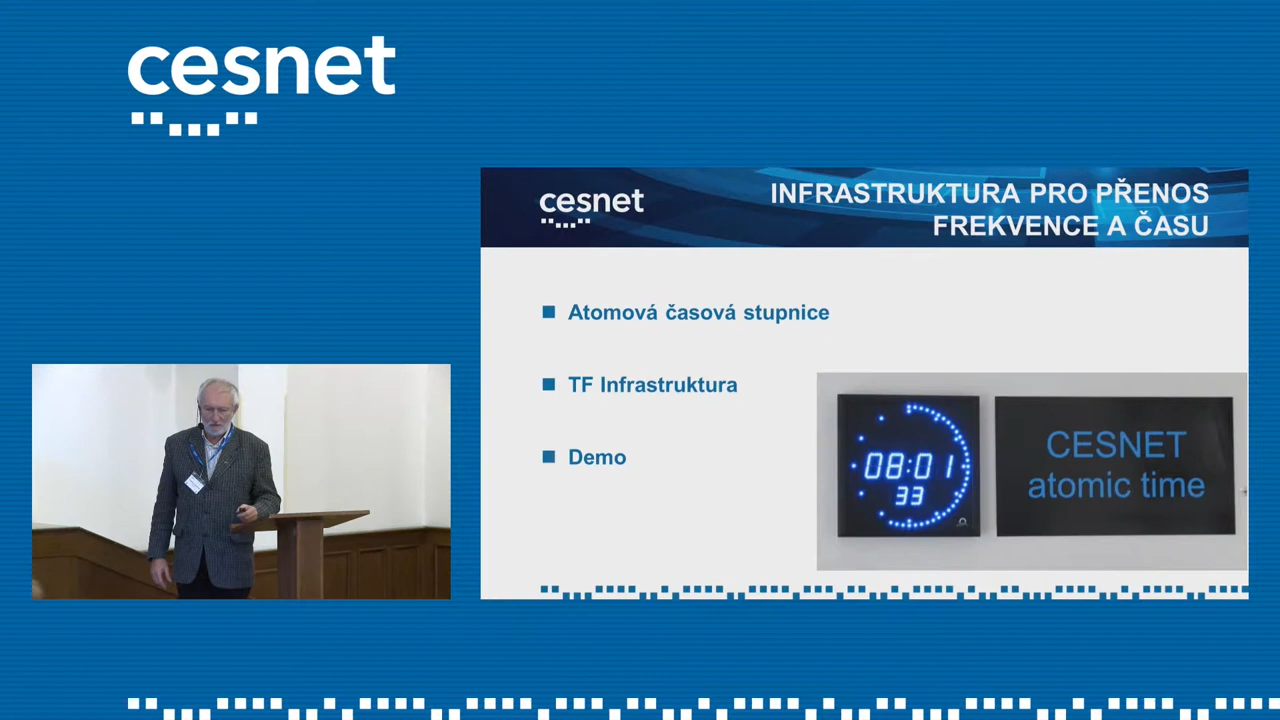 cesnet
cesnet
INFRASTRUKTURA PRO PŘENOS
FREKVENCE A ČASU
Atomová časová stupnice
TF Infrastruktura
Demo
08:01
33
CESNET
atomic time